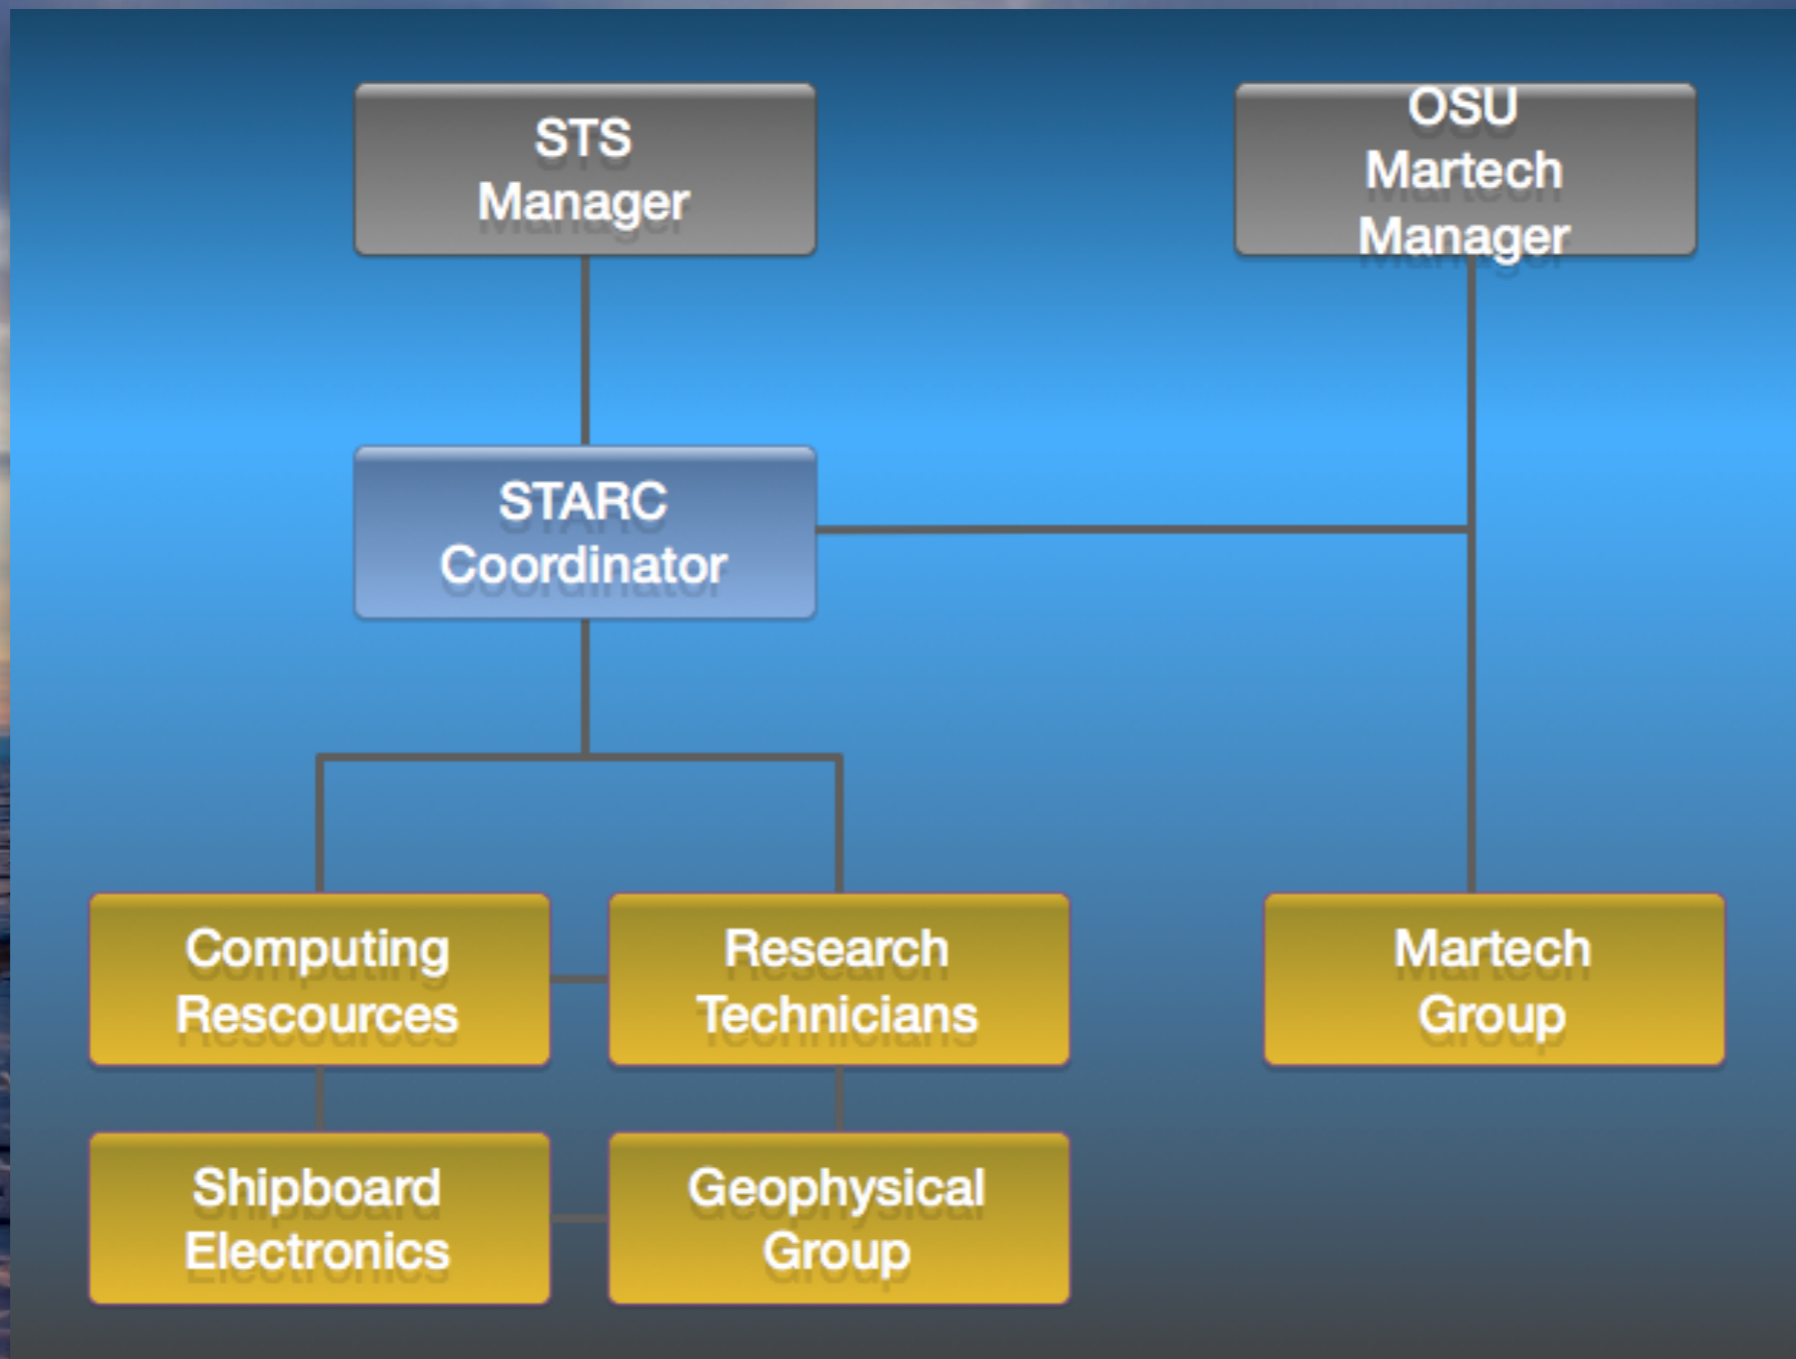 STS
Manager
OSU
Martech
Manager
STARC
Coordinator
Computing
Rescources
Research
Technicians
Martech
Group
Shipboard
Electronics
Geophysical
Group